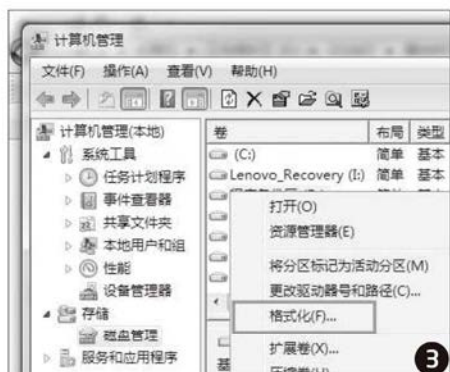 计算机管理
文件(F) 操作(A) 查看(V) 帮助(H)
计算机管理(本地)
系统工具
任务计划程序
事件查看器
共享文件夹
本地用户和组
性能
设备管理器
存储
磁盘管理
服务和应用程序
卷 布局 类型
(C:) 简单 基本
Lenovo_Recovery (I:) 简单 基本
打开(O)
资源管理器(E)
将分区标记为活动分区(M)
更改驱动器号和路径(C)...
格式化(F)...
扩展卷(X)...
基
3